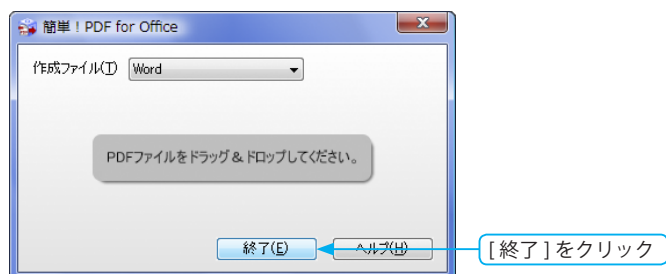 簡単！PDF for Office
作成ファイル(T) Word
PDFファイルをドラッグ＆ドロップしてください。
終了(E) ヘルプ(H) [ 終了 ] をクリック